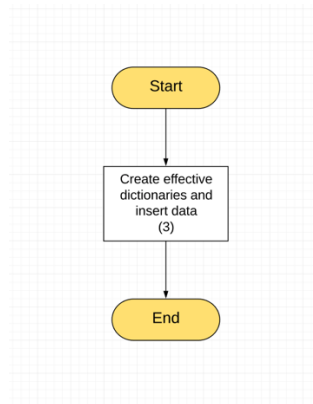 Start
Create effective
dictionaries and
insert data
(3)
End